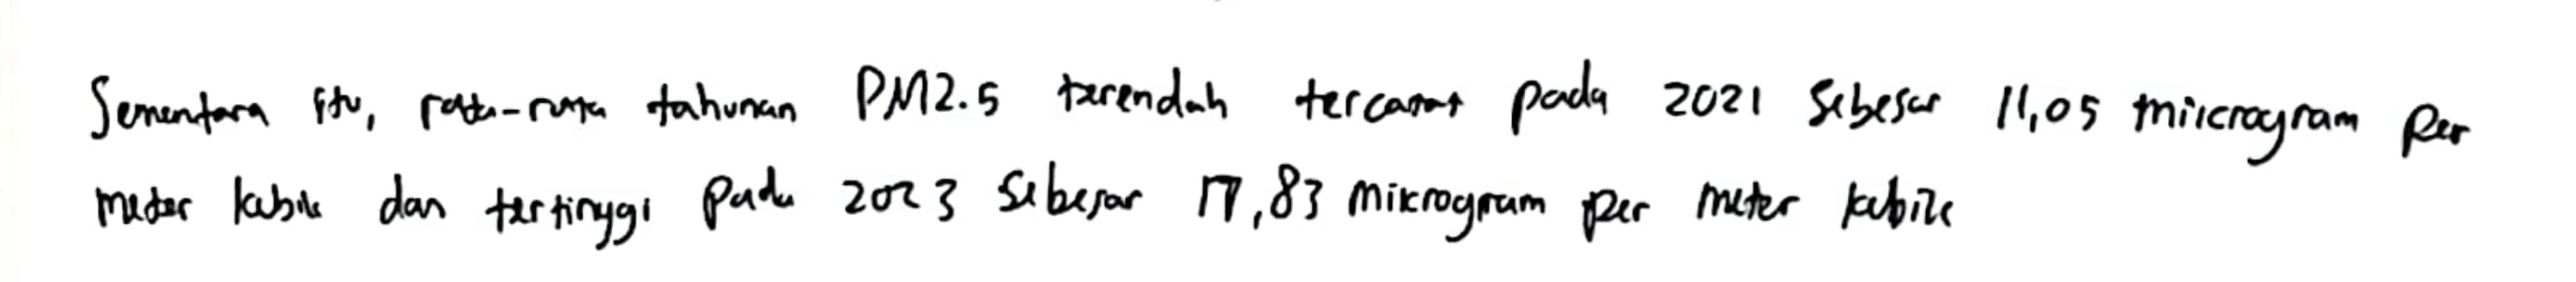 Sementara itu, rata-rata tahunan PM2.5 terendah tercatat pada 2021 sebesar 11,05 mikrogram per
meter kubik dan tertinggi pada 2023 sebesar 17,83 mikrogram per meter kubik